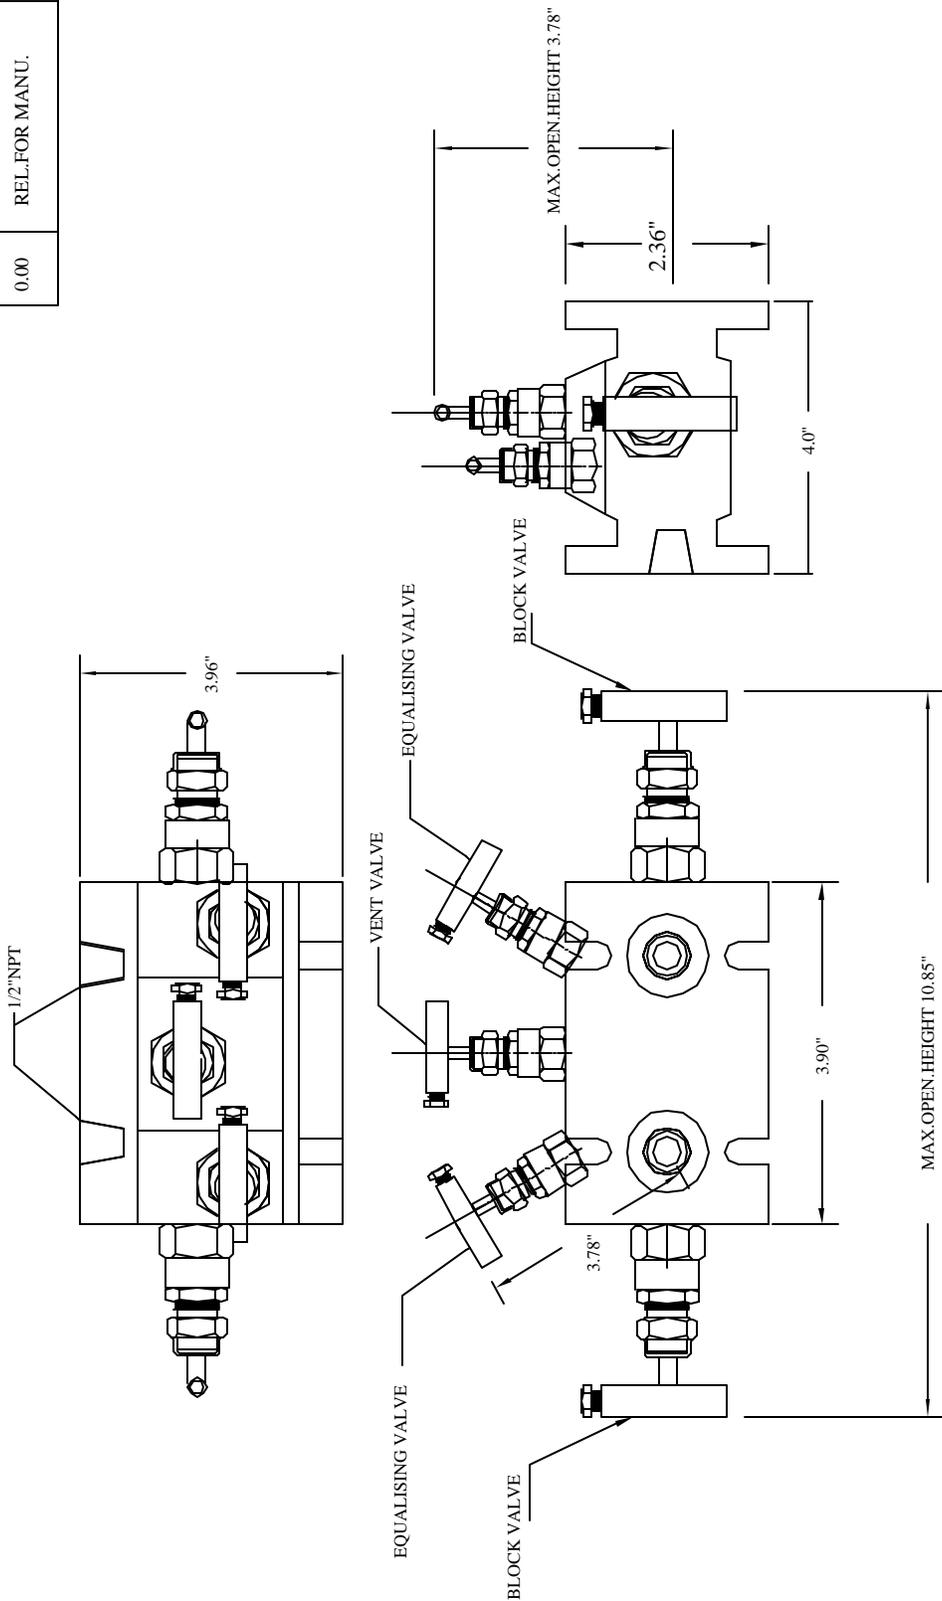 0.00
REL.FOR MANU.
MAX.OPEN.HEIGHT 3.78"
2.36"
4.0"
BLOCK VALVE
EQUALISING VALVE
3.96"
VENT VALVE
1/2"NPT
3.90"
MAX.OPEN.HEIGHT 10.85"
3.78"
EQUALISING VALVE
BLOCK VALVE